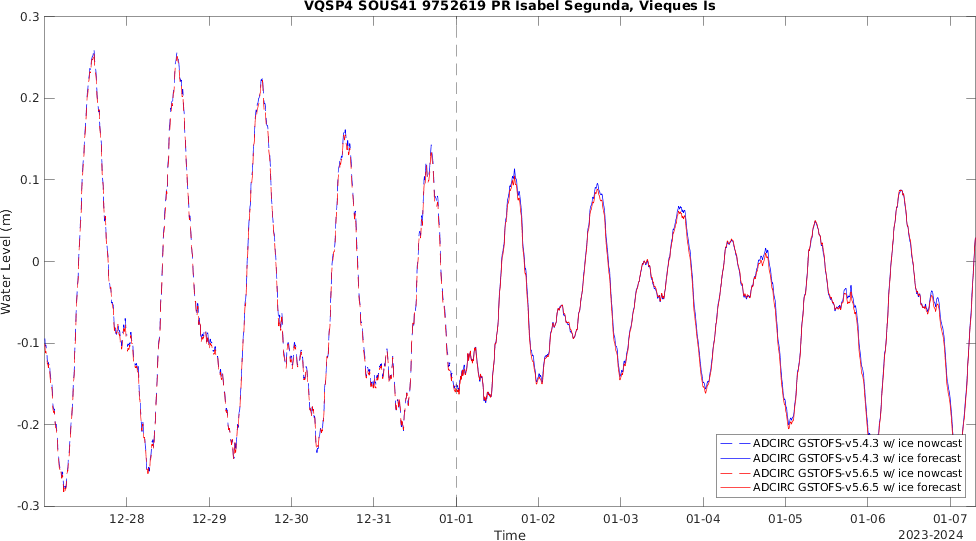 VQSP4 SOUS41 9752619 PR Isabel Segunda, Vieques Is
0.3
0.2
0.1
0
-0.1
-0.2
-0.3
Water Level (m)
12-28
12-29
12-30
12-31
01-01
01-02
01-03
01-04
01-05
01-06
01-07
Time
2023-2024
ADCIRC GSTOFS-v5.4.3 w/ ice nowcast
ADCIRC GSTOFS-v5.4.3 w/ ice forecast
ADCIRC GSTOFS-v5.6.5 w/ ice nowcast
ADCIRC GSTOFS-v5.6.5 w/ ice forecast